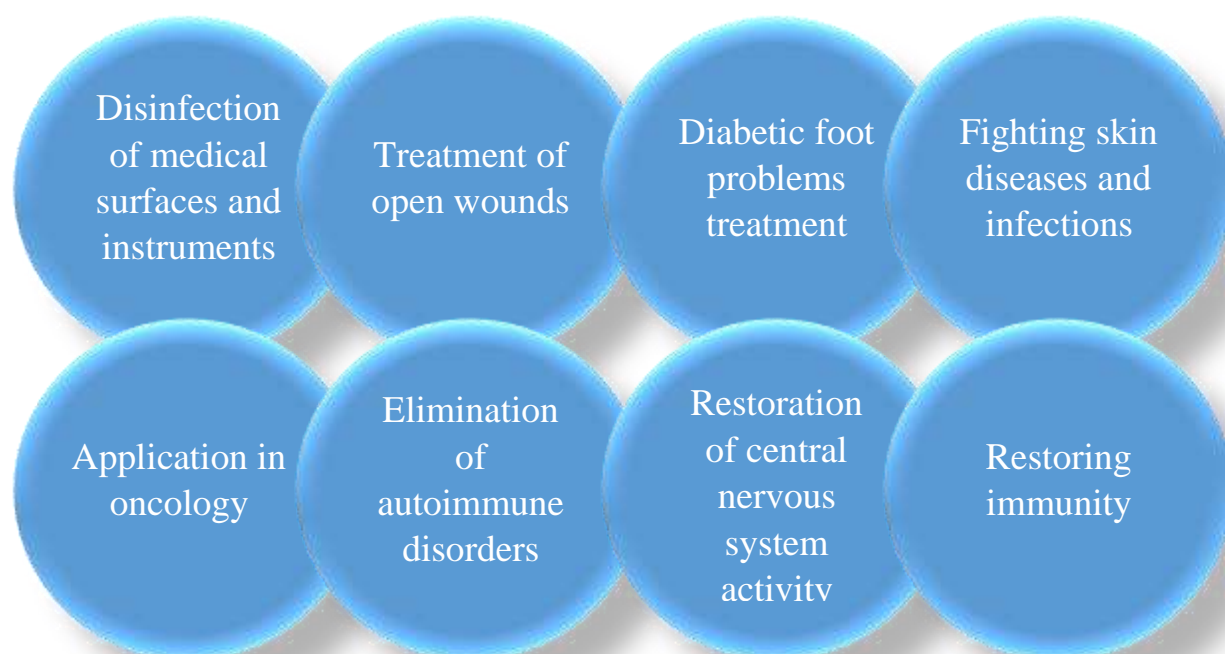 Disinfection
of medical
surfaces and
instruments
Treatment of
open wounds
Diabetic foot
problems
treatment
Fighting skin
diseases and
infections
Application in
oncology
Elimination
of
autoimmune
disorders
Restoration
of central
nervous
system
activity
Restoring
immunity